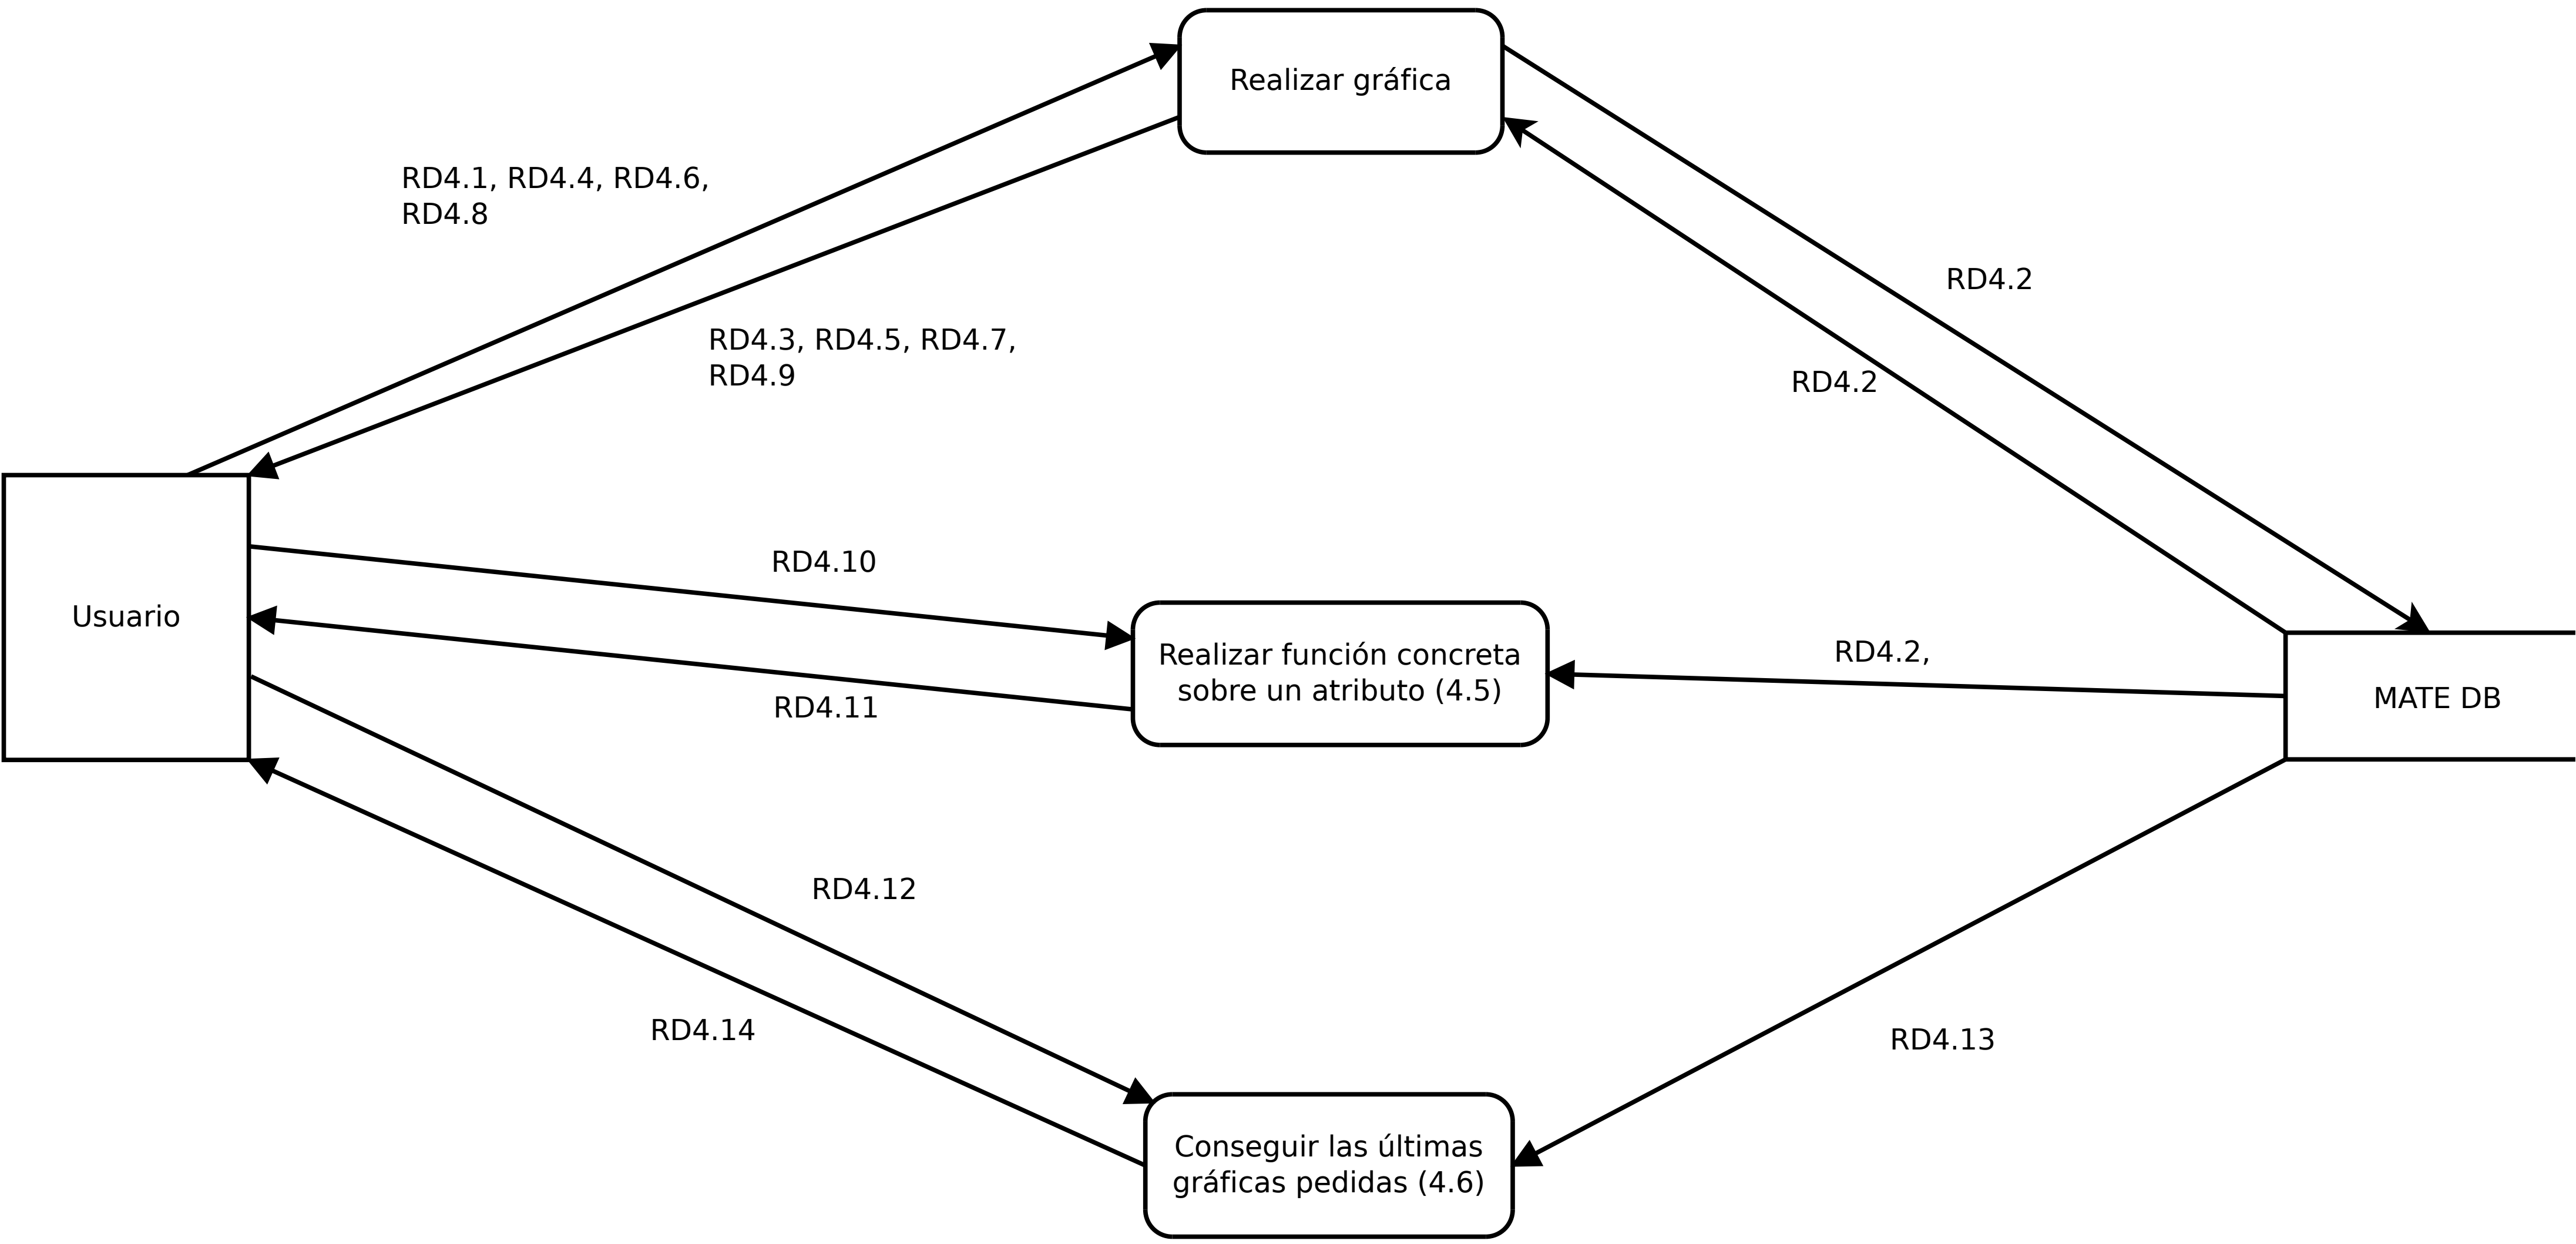 Realizar gráfica
RD4.1, RD4.4, RD4.6,
RD4.8
RD4.2
RD4.3, RD4.5, RD4.7,
RD4.9
RD4.2
RD4.10
Usuario
Realizar función concreta
sobre un atributo (4.5)
RD4.2,
MATE DB
RD4.11
RD4.12
RD4.14
RD4.13
Conseguir las últimas
gráficas pedidas (4.6)